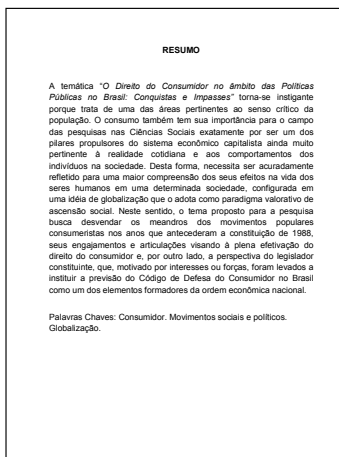 RESUMO
A temática "O Direito do Consumidor no âmbito das Políticas
Públicas no Brasil: Conquistas e Impasses" torna-se instigante
porque trata de uma das áreas pertinentes ao senso crítico da
população. O consumo também tem sua importância para o campo
das pesquisas nas Ciências Sociais exatamente por ser um dos
pilares propulsores do sistema econômico capitalista ainda muito
pertinente à realidade cotidiana e aos comportamentos dos
indivíduos na sociedade. Desta forma, necessita ser acuradamente
refletido para uma maior compreensão dos seus efeitos na vida dos
seres humanos em uma determinada sociedade, configurada em
uma idéia de globalização que o adota como paradigma valorativo de
ascensão social. Neste sentido, o tema proposto para a pesquisa
busca desvendar os meandros dos movimentos populares
consumeristas nos anos que antecederam a constituição de 1988,
seus engajamentos e articulações visando à plena efetivação do
direito do consumidor e, por outro lado, a perspectiva do legislador
constituinte, que, motivado por interesses ou forças, foram levados a
instituir a previsão do Código de Defesa do Consumidor no Brasil
como um dos elementos formadores da ordem econômica nacional.
Palavras Chaves: Consumidor. Movimentos sociais e políticos.
Globalização.